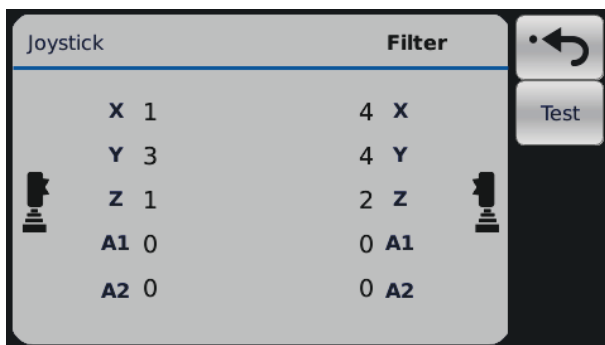 Joystick Filter
X 1 4 X Test
Y 3 4 Y
Z 1 2 Z
A1 0 0 A1
A2 0 0 A2